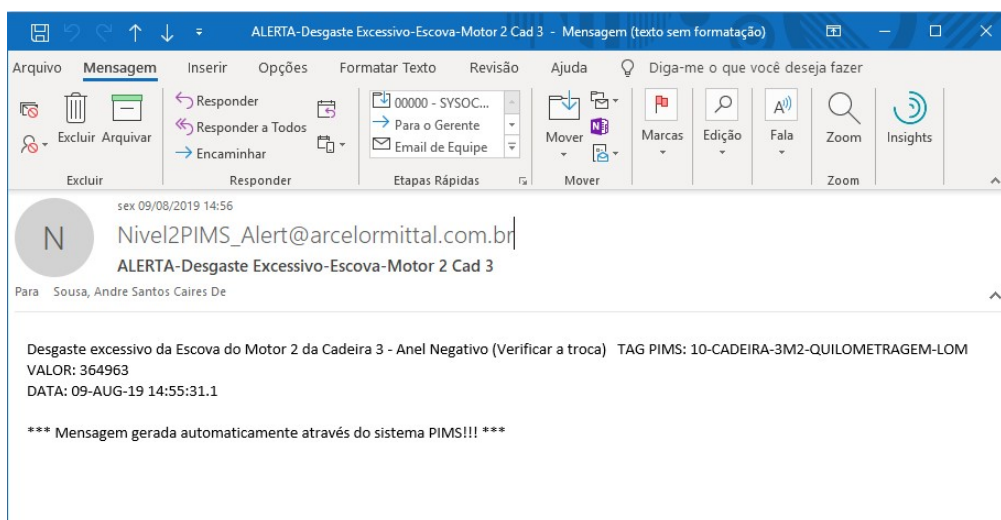 ALERTA-Desgaste Excessivo-Escova-Motor 2 Cad 3 - Mensagem (texto sem formatação)
Arquivo Mensagem Inserir Opções Formatar Texto Revisão Ajuda Diga-me o que você deseja fazer
Excluir Arquivar
Responder
Responder a Todos
Encaminhar
00000 - SYSOC...
Para o Gerente
Email de Equipe
Mover
Marcas
Edição
Fala
Zoom
Insights
Excluir Responder Etapas Rápidas Mover Zoom
sex 09/08/2019 14:56
N
Nivel2PIMS_Alert@arcelormittal.com.br
ALERTA-Desgaste Excessivo-Escova-Motor 2 Cad 3
Para Sousa, Andre Santos Caires De
Desgaste excessivo da Escova do Motor 2 da Cadeira 3 - Anel Negativo (Verificar a troca) TAG PIMS: 10-CADEIRA-3M2-QUILOMETRAGEM-LOM
VALOR: 364963
DATA: 09-AUG-19 14:55:31.1
*** Mensagem gerada automaticamente através do sistema PIMS!!! ***